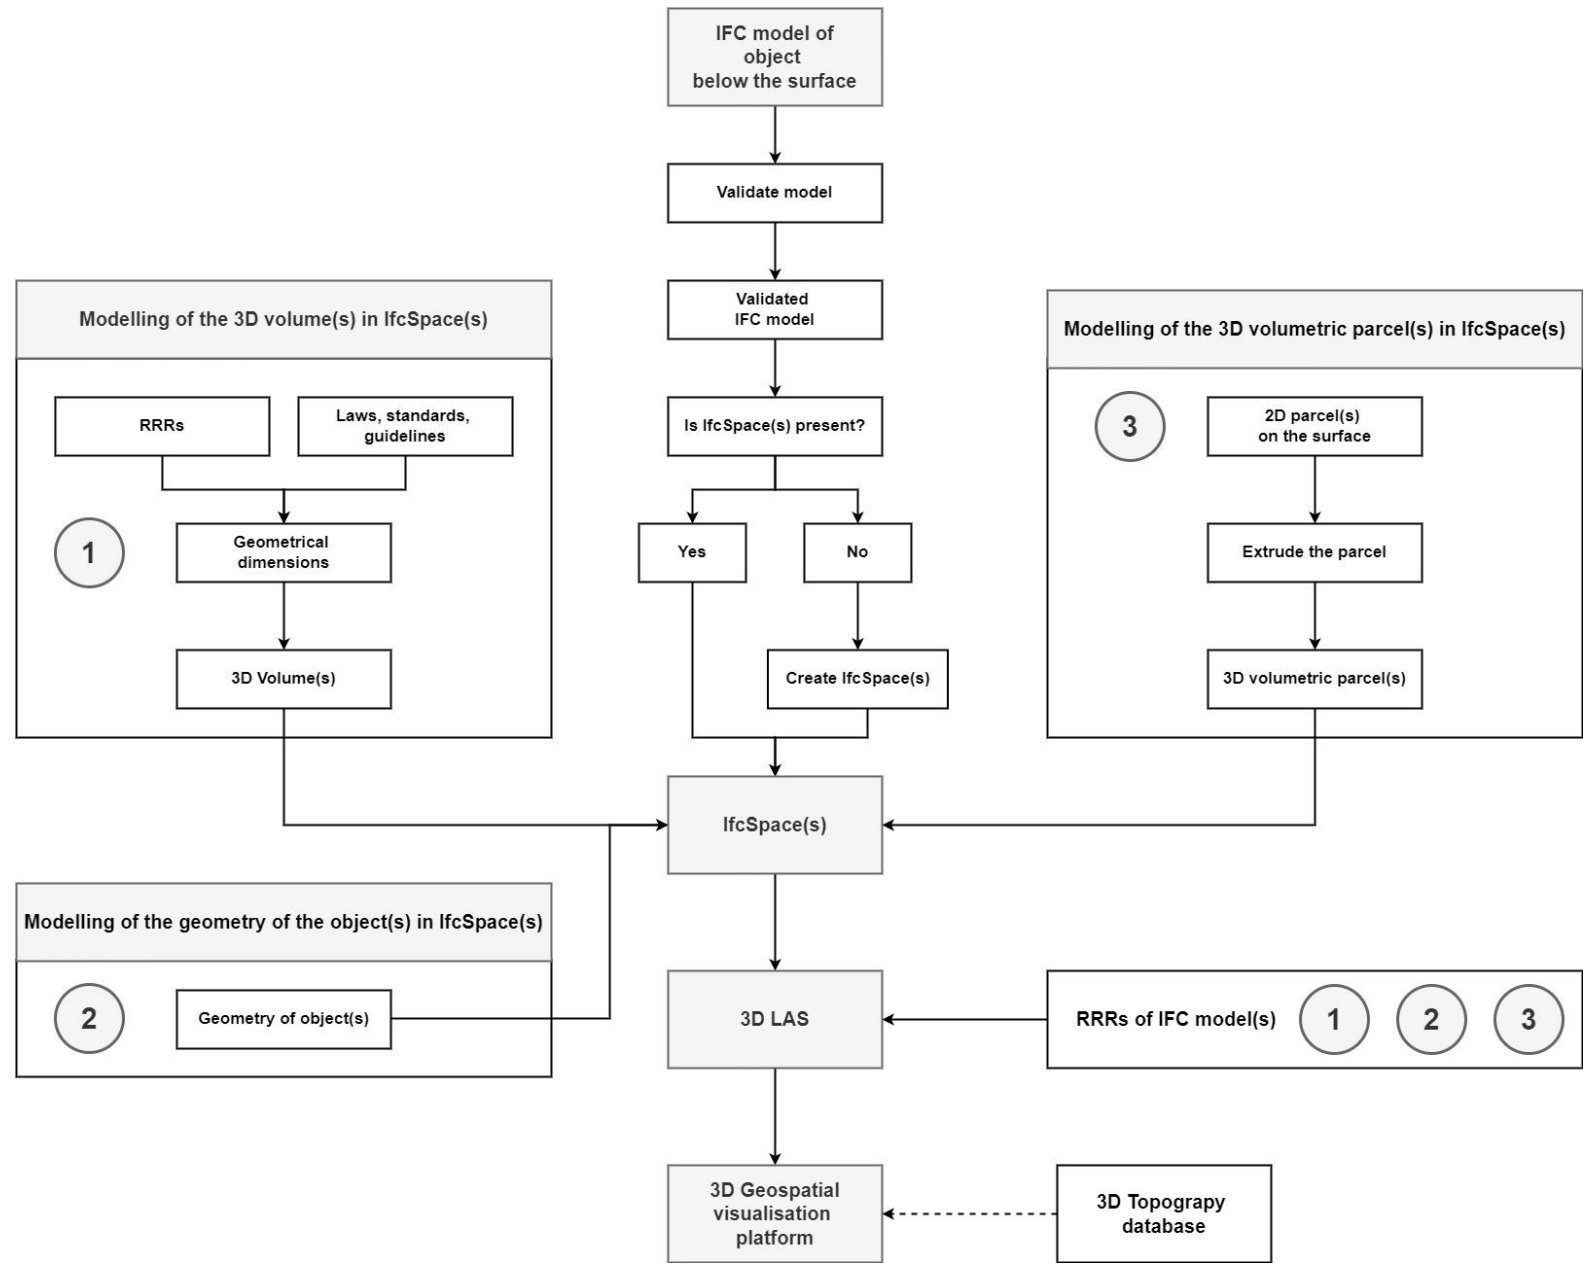 IFC model of
object
below the surface
Validate model
Validated
IFC model
Is IfcSpace(s) present?
Yes
No
Create IfcSpace(s)
Modelling of the 3D volume(s) in IfcSpace(s)
RRRs
Laws, standards,
guidelines
1
Geometrical
dimensions
3D Volume(s)
Modelling of the 3D volumetric parcel(s) in IfcSpace(s)
3
2D parcel(s)
on the surface
Extrude the parcel
3D volumetric parcel(s)
IfcSpace(s)
Modelling of the geometry of the object(s) in IfcSpace(s)
2
Geometry of object(s)
3D LAS
RRRs of IFC model(s)
1
2
3
3D Geospatial
visualisation
platform
3D Topograpy
database